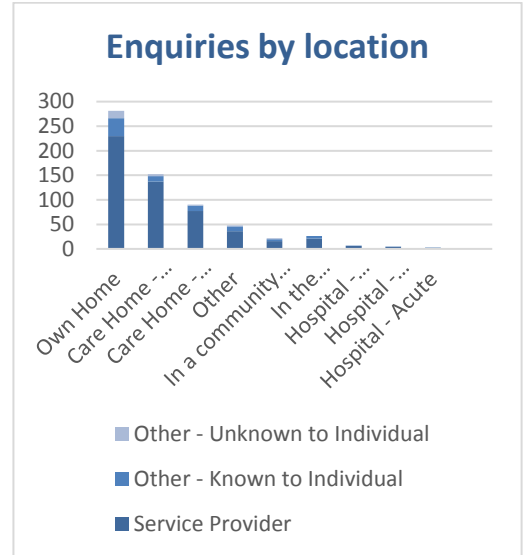 Enquiries by location
300
250
200
150
100
50
0
Own Home
Care Home -...
Care Home -...
Other
In a community...
In the...
Hospital -...
Hospital -...
Hospital - Acute
Other - Unknown to Individual
Other - Known to Individual
Service Provider